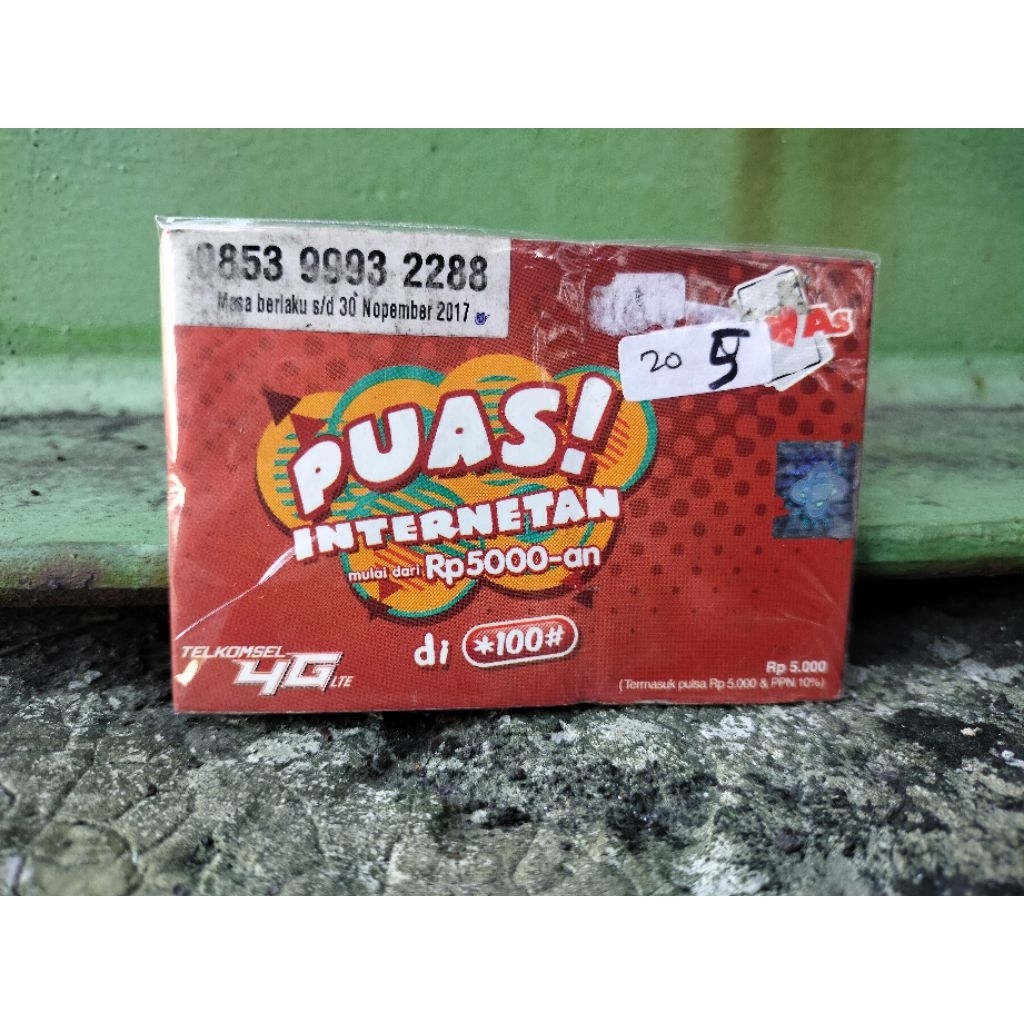 0853 9993 2288
Masa berlaku s/d 30 Nopember 2017
As
20 5
PUAS!
INTERNETAN
mulai dari Rp5000-an
di *100#
TELKOMSEL
4G LTE
Rp 5.000
(Termasuk pulsa Rp 5.000 & PPN 10%)